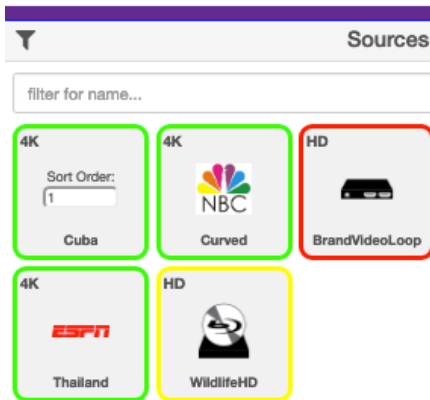 Sources
filter for name...
4K
Sort Order:
1
Cuba
4K
NBC
Curved
HD
BrandVideoLoop
4K
ESPN
Thailand
HD
WildlifeHD